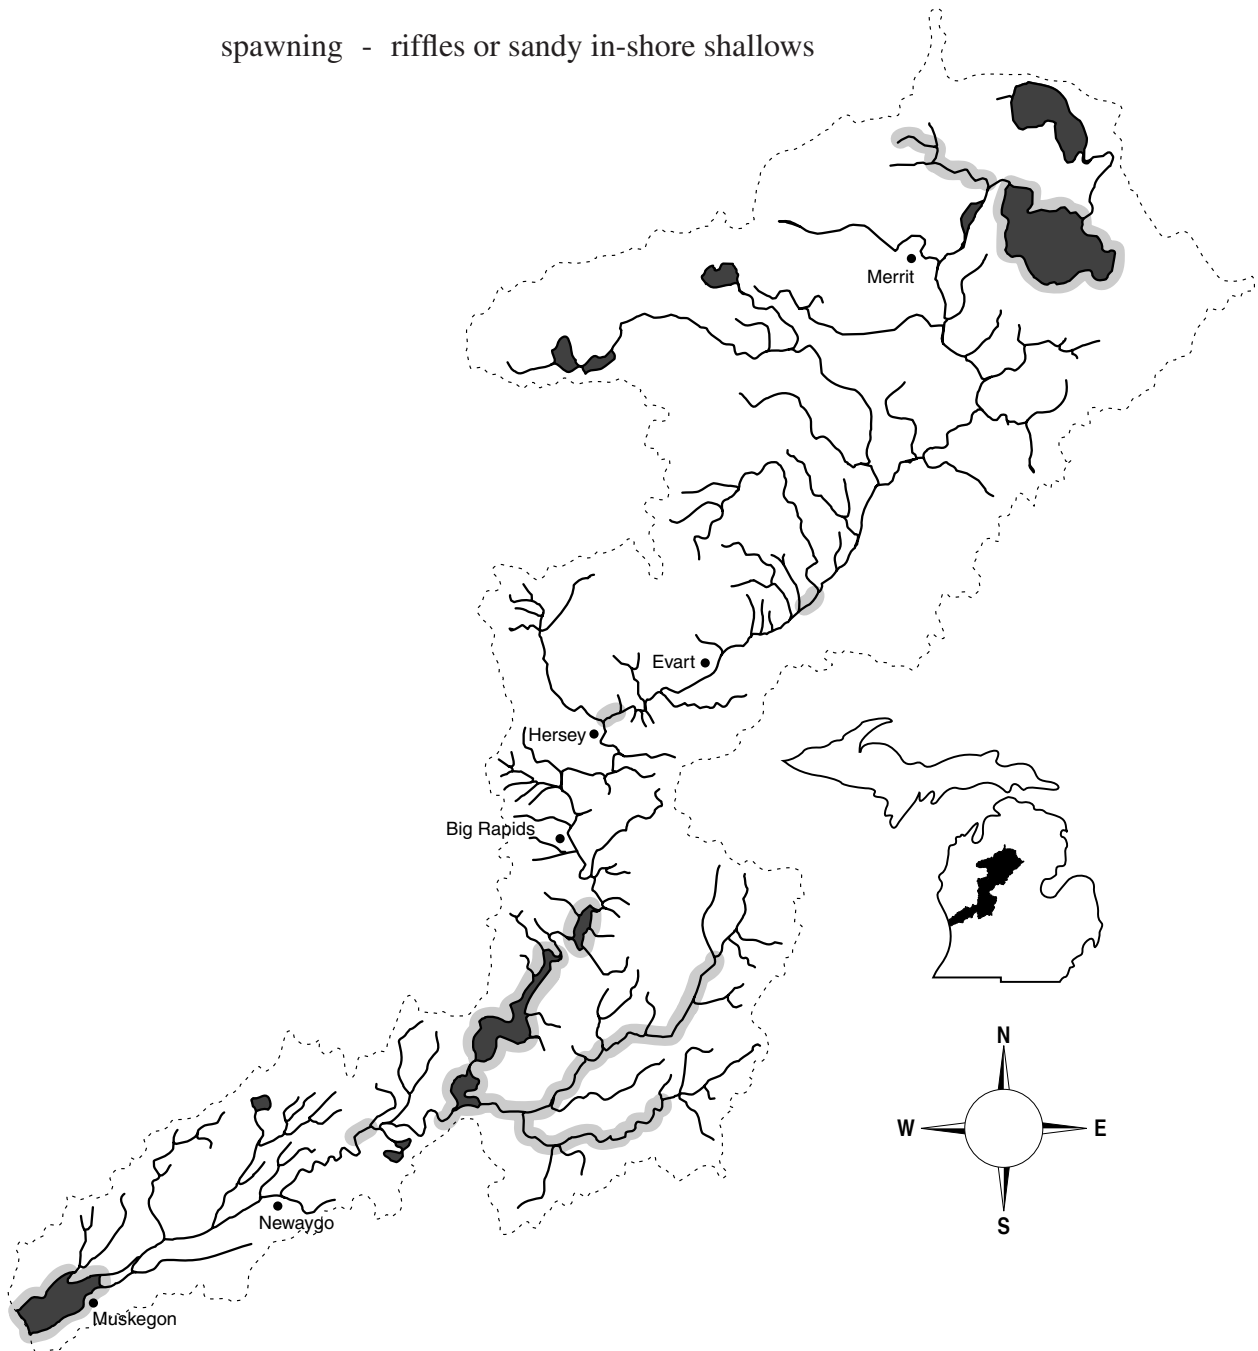 spawning - riffles or sandy in-shore shallows
Merrit
Evart
Hersey
Big Rapids
N
W
E
S
Newaygo
Muskegon